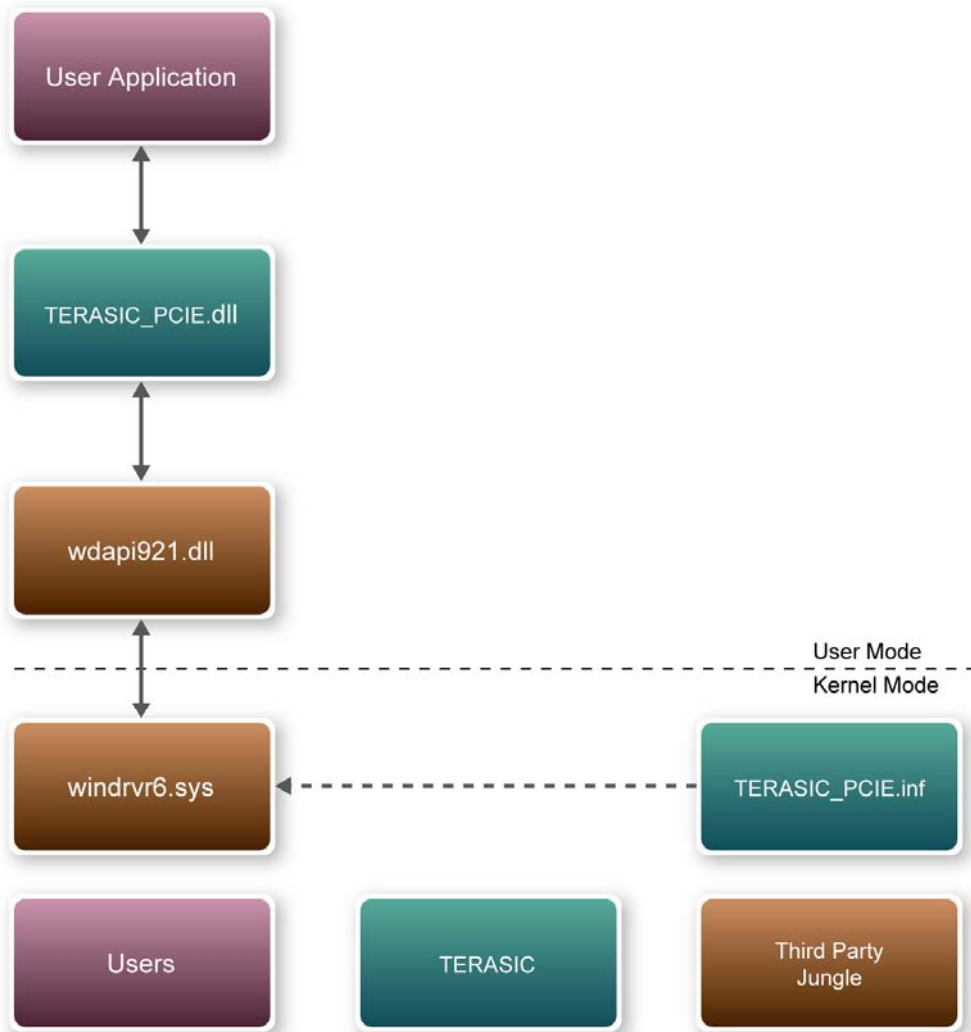 User Application
TERASIC_PCIE.dll
wdapi921.dll
User Mode
Kernel Mode
windrvr6.sys
TERASIC_PCIE.inf
Users
TERASIC
Third Party
Jungle